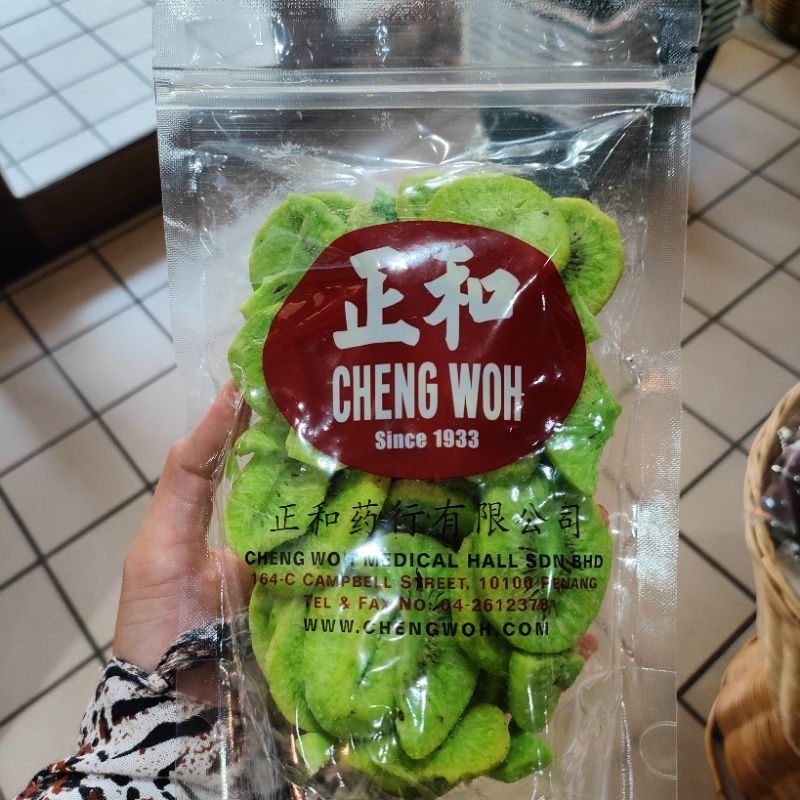 正和
CHENG WOH
Since 1933
正和药行有限公司
CHENG WOH MEDICAL HALL SDN BHD
164-C CAMPBELL STREET, 10100 PENANG
TEL & FAX NO: 04-2612378
WWW.CHENGWOH.COM